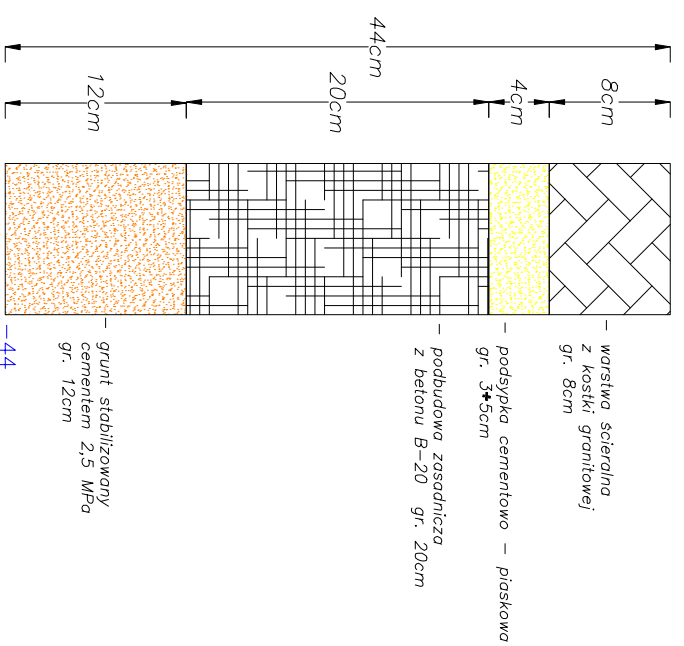 44cm
8cm
4cm
20cm
12cm
– warstwa ścieralna
z kostki granitowej
gr. 8cm
– podsypka cementowo – piaskowa
gr. 3÷5cm
– podbudowa zasadnicza
z betonu B–20 gr. 20cm
– grunt stabilizowany
cementem 2,5 MPa
gr. 12cm
–44